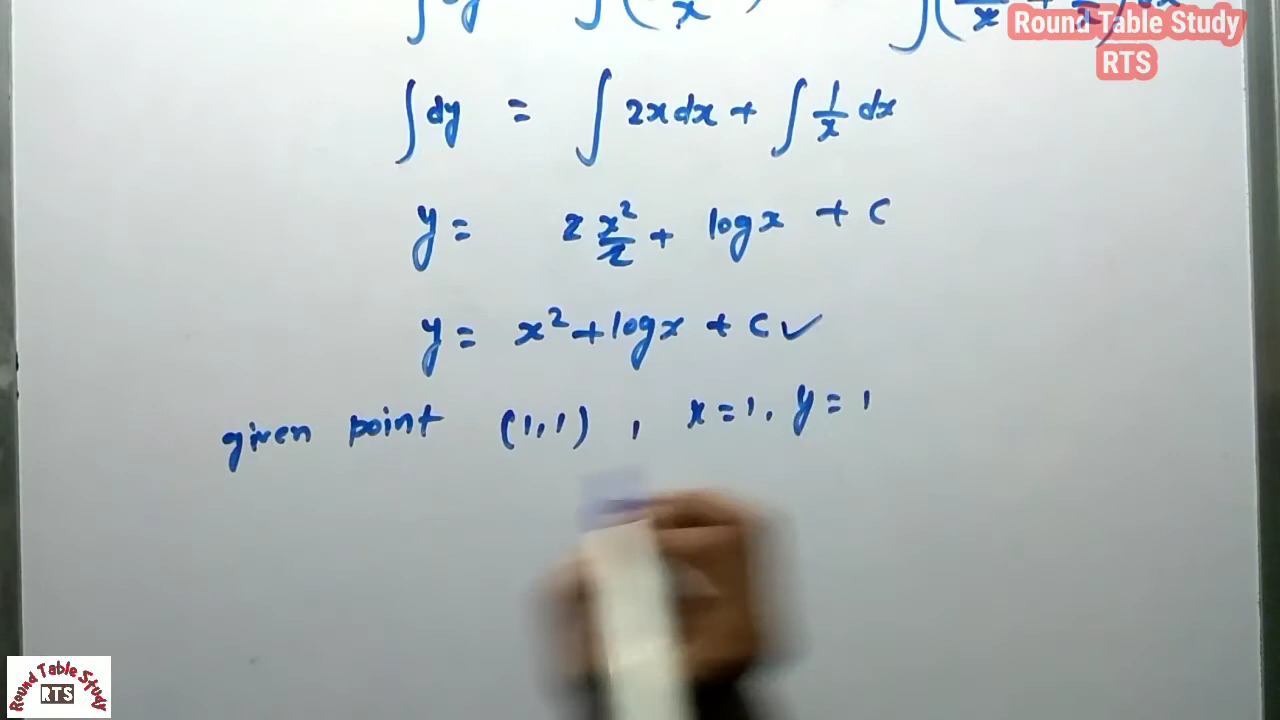 Round Table Study
RTS
∫dy = ∫2x dx + ∫ 1/x dx
y = 2 x²/2 + log x + c
y = x² + log x + c ✓
given point (1,1) , x = 1, y = 1
Round Table Study
RTS